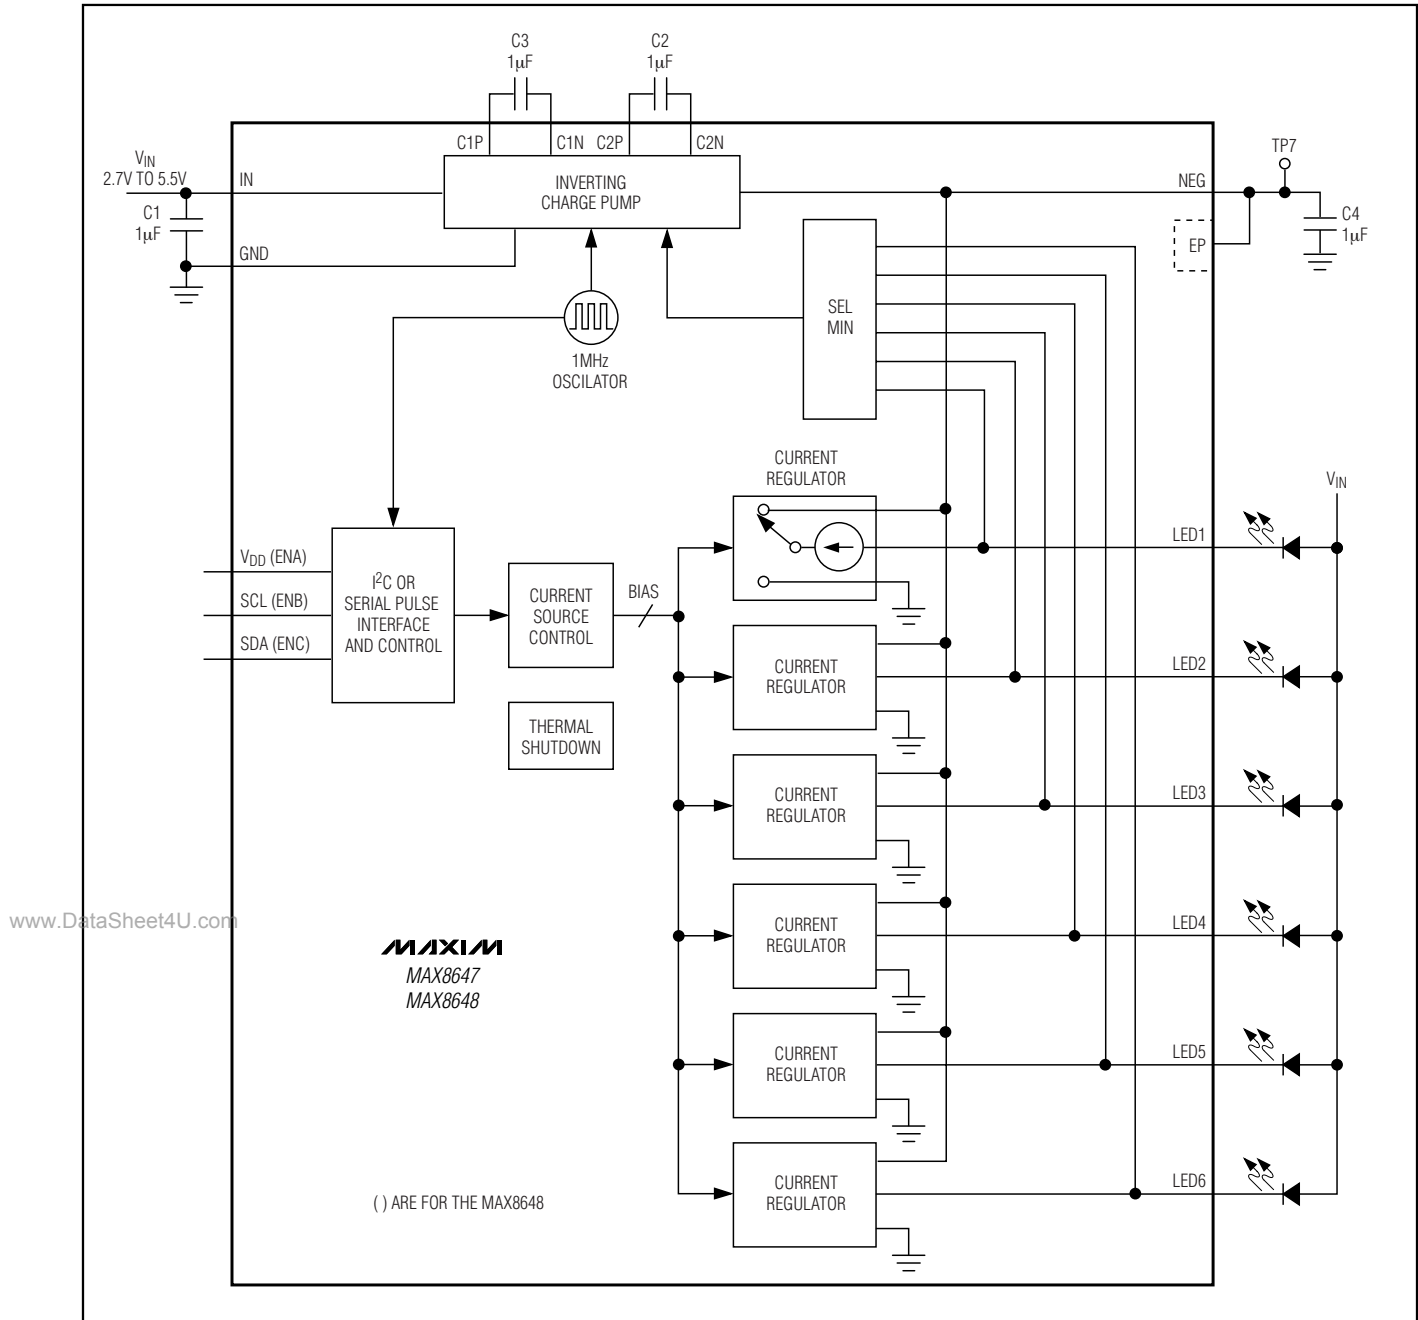 C3
1µF
C2
1µF
C1P
C1N
C2P
C2N
TP7
VIN
2.7V TO 5.5V
IN
INVERTING
CHARGE PUMP
NEG
C1
1µF
C4
1µF
GND
EP
SEL
MIN
1MHz
OSCILATOR
CURRENT
REGULATOR
VIN
LED1
VDD (ENA)
SCL (ENB)
SDA (ENC)
I2C OR
SERIAL PULSE
INTERFACE
AND CONTROL
CURRENT
SOURCE
CONTROL
BIAS
CURRENT
REGULATOR
LED2
THERMAL
SHUTDOWN
CURRENT
REGULATOR
LED3
www.DataSheet4U.com
MAXIM
MAX8647
MAX8648
CURRENT
REGULATOR
LED4
CURRENT
REGULATOR
LED5
CURRENT
REGULATOR
LED6
( ) ARE FOR THE MAX8648